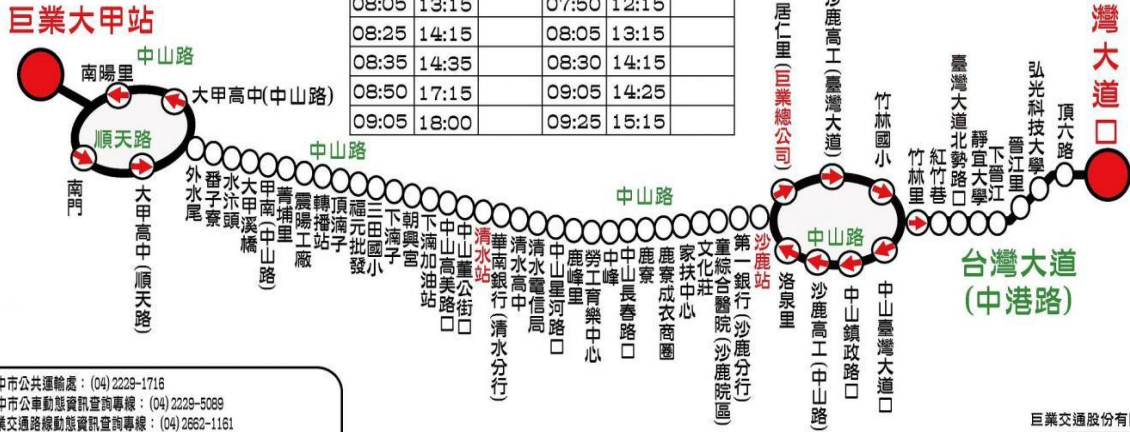 巨業大甲站
中山路
南陽里
大甲高中(中山路)
順天路
南門
大甲高中(順天路)
08:05 13:15 07:50 12:15
08:25 14:15 08:05 13:15
08:35 14:35 08:30 14:15
08:50 17:15 09:05 14:25
09:05 18:00 09:25 15:15
中山路
外水尾
番子寮
水汴頭
大甲溪橋
甲南(中山路)
菁埔里
震陽工廠
轉播站
頂湳子
福元批發
三田國小
下湳子
朝興宮
下湳加油站
中山高美路口
中山董公街口
清水站
華南銀行(清水分行)
清水高中
清水電信局
中山星河路口
鹿峰里
勞工育樂中心
中峰
中山長春路口
鹿寮
鹿寮成衣商圈
家扶中心
文化莊
童綜合醫院(沙鹿院區)
第一銀行(沙鹿分行)
沙鹿站
中山路
居仁里(巨業總公司)
沙鹿高工(臺灣大道)
竹林國小
中山路
洛泉里
沙鹿高工(中山路)
中山鎮政路口
中山臺灣大道口
竹林里
紅竹巷
臺灣大道北勢路口
靜宜大學
下晉江
晉江里
弘光科技大學
頂六路
灣大道口
台灣大道
(中港路)
中市公共運輸處：(04)2229-1716
中市公車動態資訊查詢專線：(04)2229-5089
業交通路線動態資訊查詢專線：(04)2662-1161
巨業交通股份有